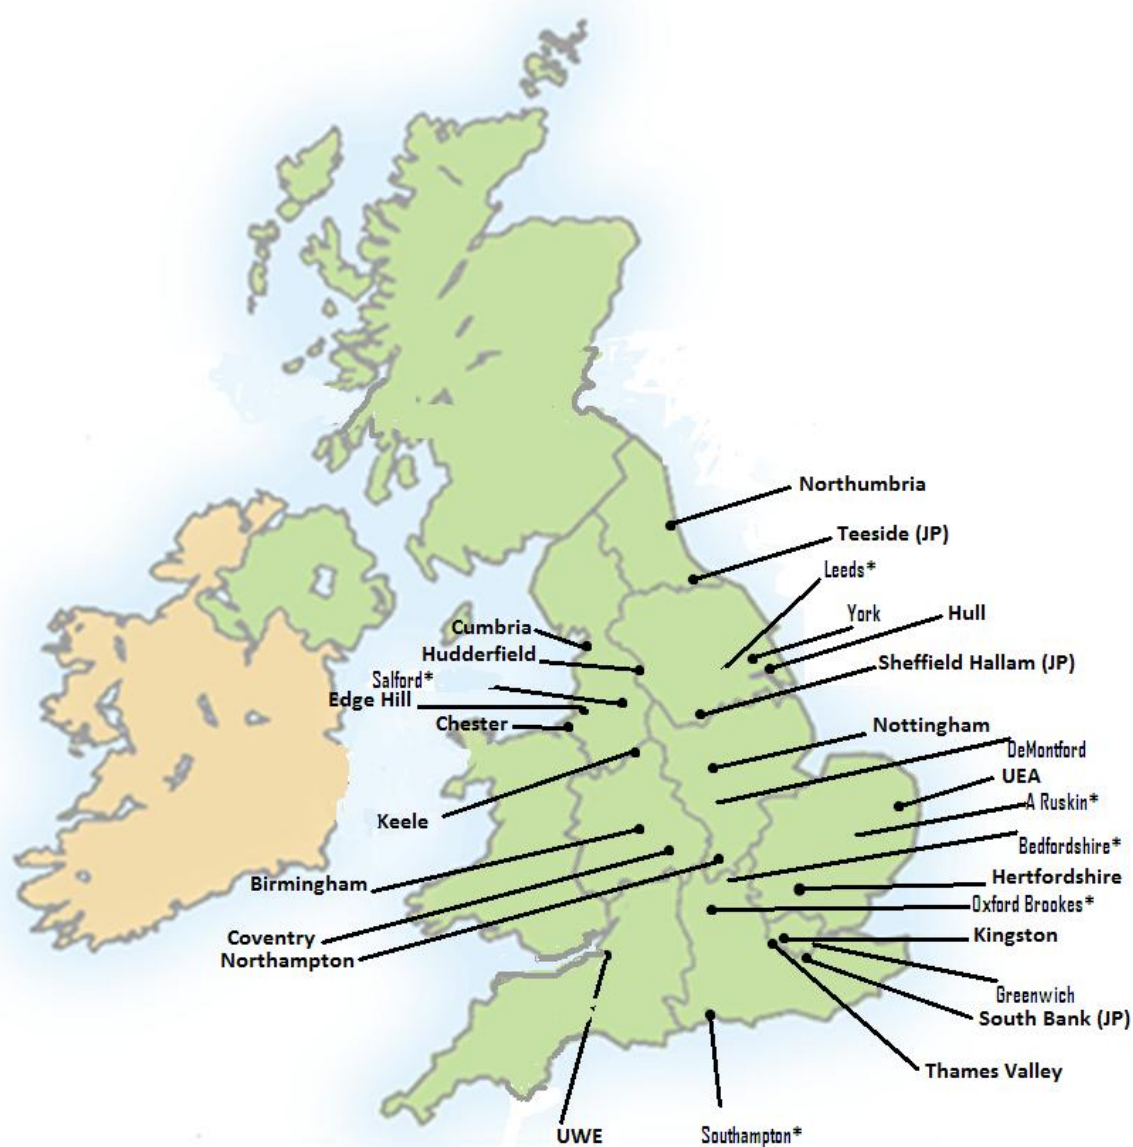 Northumbria
Teeside (JP)
Leeds*
York
Hull
Cumbria
Hudderfield
Sheffield Hallam (JP)
Salford*
Edge Hill
Chester
Nottingham
DeMontford
UEA
A Ruskin*
Keele
Bedfordshire*
Birmingham
Hertfordshire
Oxford Brookes*
Coventry
Kingston
Northampton
Greenwich
South Bank (JP)
Thames Valley
UWE
Southampton*